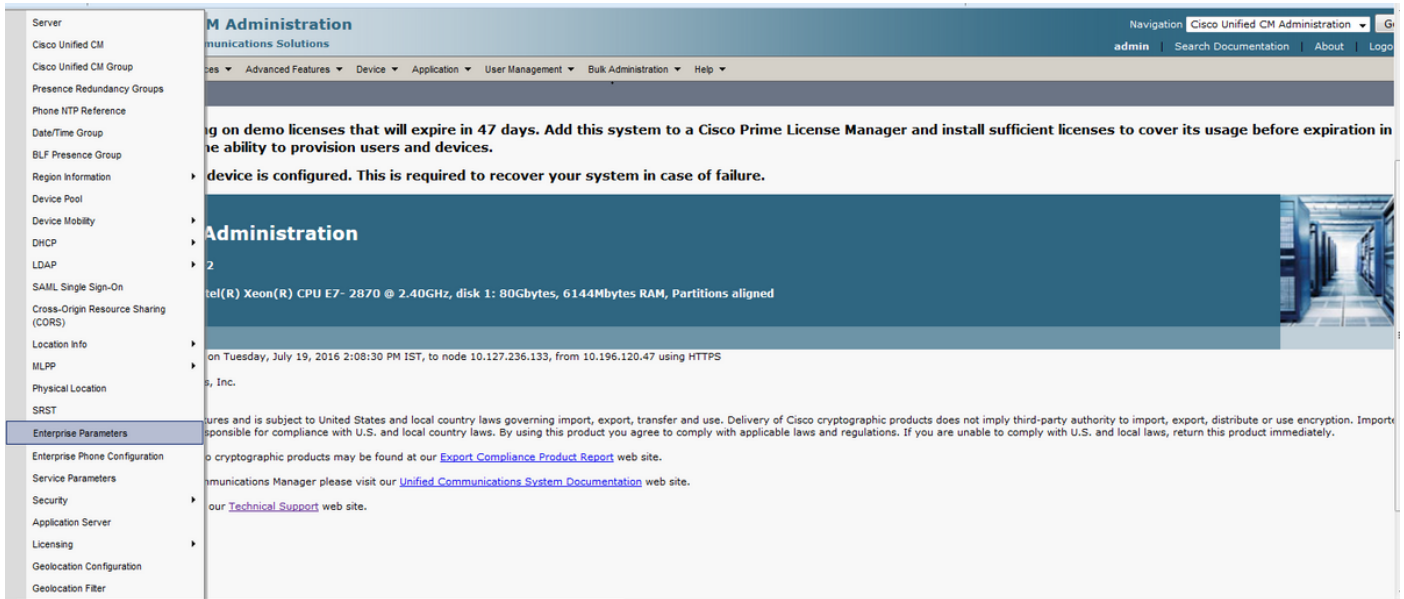 Server
Cisco Unified CM
Cisco Unified CM Group
Presence Redundancy Groups
Phone NTP Reference
Date/Time Group
BLF Presence Group
Region Information
Device Pool
Device Mobility
DHCP
LDAP
SAML Single Sign-On
Cross-Origin Resource Sharing
(CORS)
Location Info
MLPP
Physical Location
SRST
Enterprise Parameters
Enterprise Phone Configuration
Service Parameters
Security
Application Server
Licensing
Geolocation Configuration
Geolocation Filter
M Administration
munications Solutions
Navigation Cisco Unified CM Administration G
admin | Search Documentation | About | Logo
ces Advanced Features Device Application User Management Bulk Administration Help
ng on demo licenses that will expire in 47 days. Add this system to a Cisco Prime License Manager and install sufficient licenses to cover its usage before expiration in
he ability to provision users and devices.
device is configured. This is required to recover your system in case of failure.
Administration
2
tel(R) Xeon(R) CPU E7- 2870 @ 2.40GHz, disk 1: 80Gbytes, 6144Mbytes RAM, Partitions aligned
on Tuesday, July 19, 2016 2:08:30 PM IST, to node 10.127.236.133, from 10.196.120.47 using HTTPS
s, Inc.
tures and is subject to United States and local country laws governing import, export, transfer and use. Delivery of Cisco cryptographic products does not imply third-party authority to import, export, distribute or use encryption. Importe
sponsible for compliance with U.S. and local country laws. By using this product you agree to comply with applicable laws and regulations. If you are unable to comply with U.S. and local laws, return this product immediately.
o cryptographic products may be found at our Export Compliance Product Report web site.
mmunications Manager please visit our Unified Communications System Documentation web site.
our Technical Support web site.